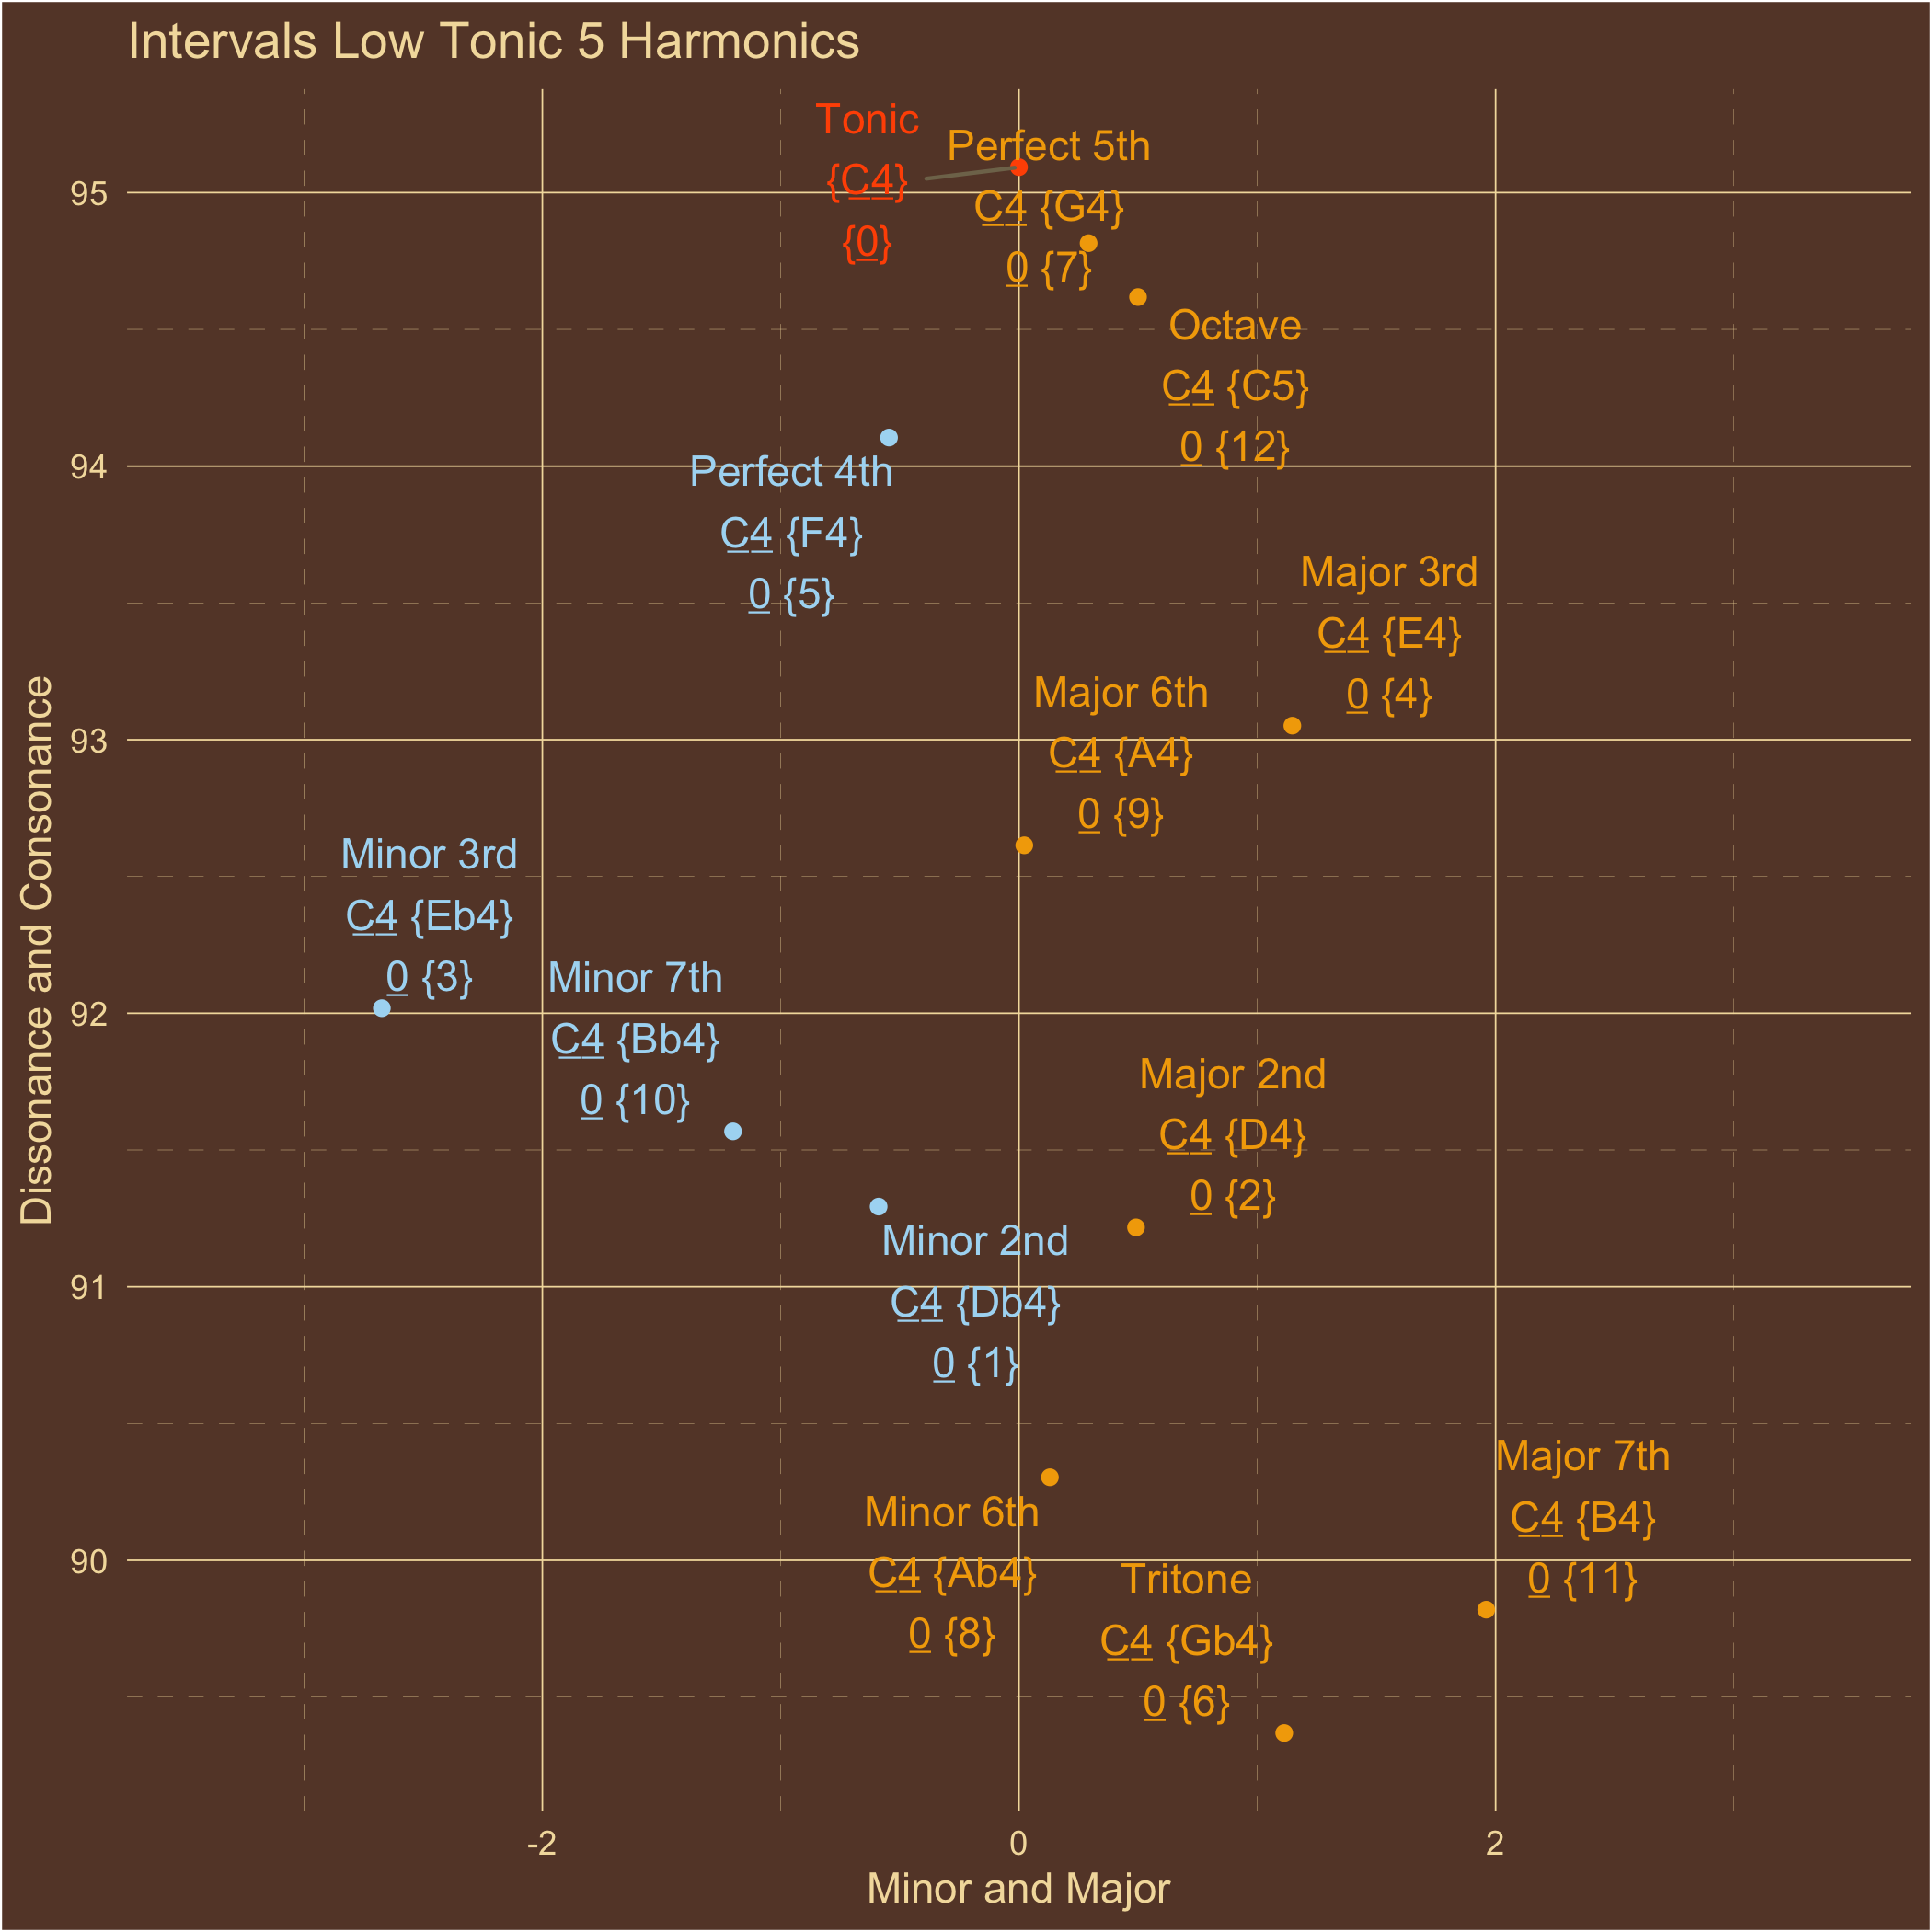 Intervals Low Tonic 5 Harmonics
Tonic
{C4}
{0}
Perfect 5th
C4 {G4}
0 {7}
Octave
C4 {C5}
0 {12}
Perfect 4th
C4 {F4}
0 {5}
Major 3rd
C4 {E4}
0 {4}
Major 6th
C4 {A4}
0 {9}
Minor 3rd
C4 {Eb4}
0 {3}
Minor 7th
C4 {Bb4}
0 {10}
Major 2nd
C4 {D4}
0 {2}
Minor 2nd
C4 {Db4}
0 {1}
Major 7th
C4 {B4}
0 {11}
Minor 6th
C4 {Ab4}
0 {8}
Tritone
C4 {Gb4}
0 {6}
95
94
93
92
91
90
Dissonance and Consonance
-2
0
2
Minor and Major